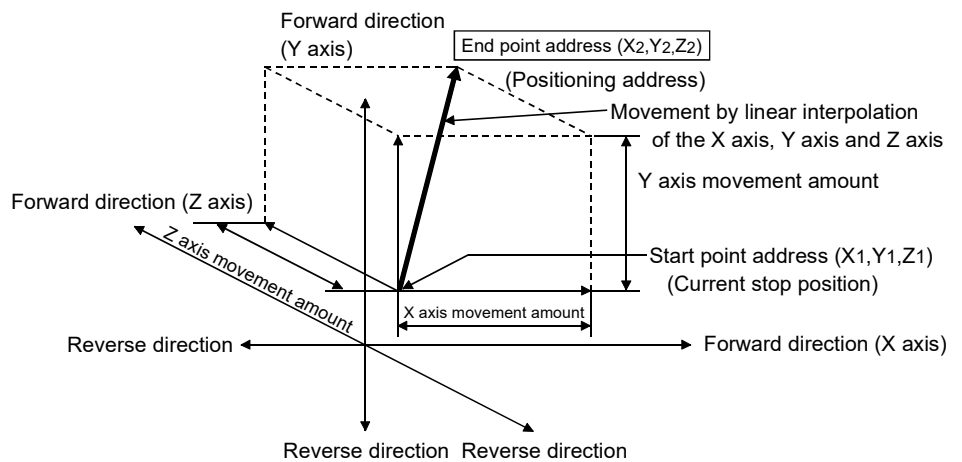 Forward direction
(Y axis)
End point address (X2,Y2,Z2)
(Positioning address)
Movement by linear interpolation
of the X axis, Y axis and Z axis
Y axis movement amount
Forward direction (Z axis)
Z axis movement amount
Start point address (X1,Y1,Z1)
(Current stop position)
X axis movement amount
Reverse direction
Forward direction (X axis)
Reverse direction
Reverse direction